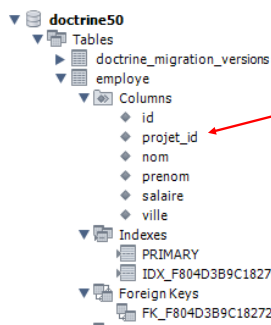 doctrine50
Tables
doctrine_migration_versions
employe
Columns
id
projet_id
nom
prenom
salaire
ville
Indexes
PRIMARY
IDX_F804D3B9C1827
Foreign Keys
FK_F804D3B9C18272